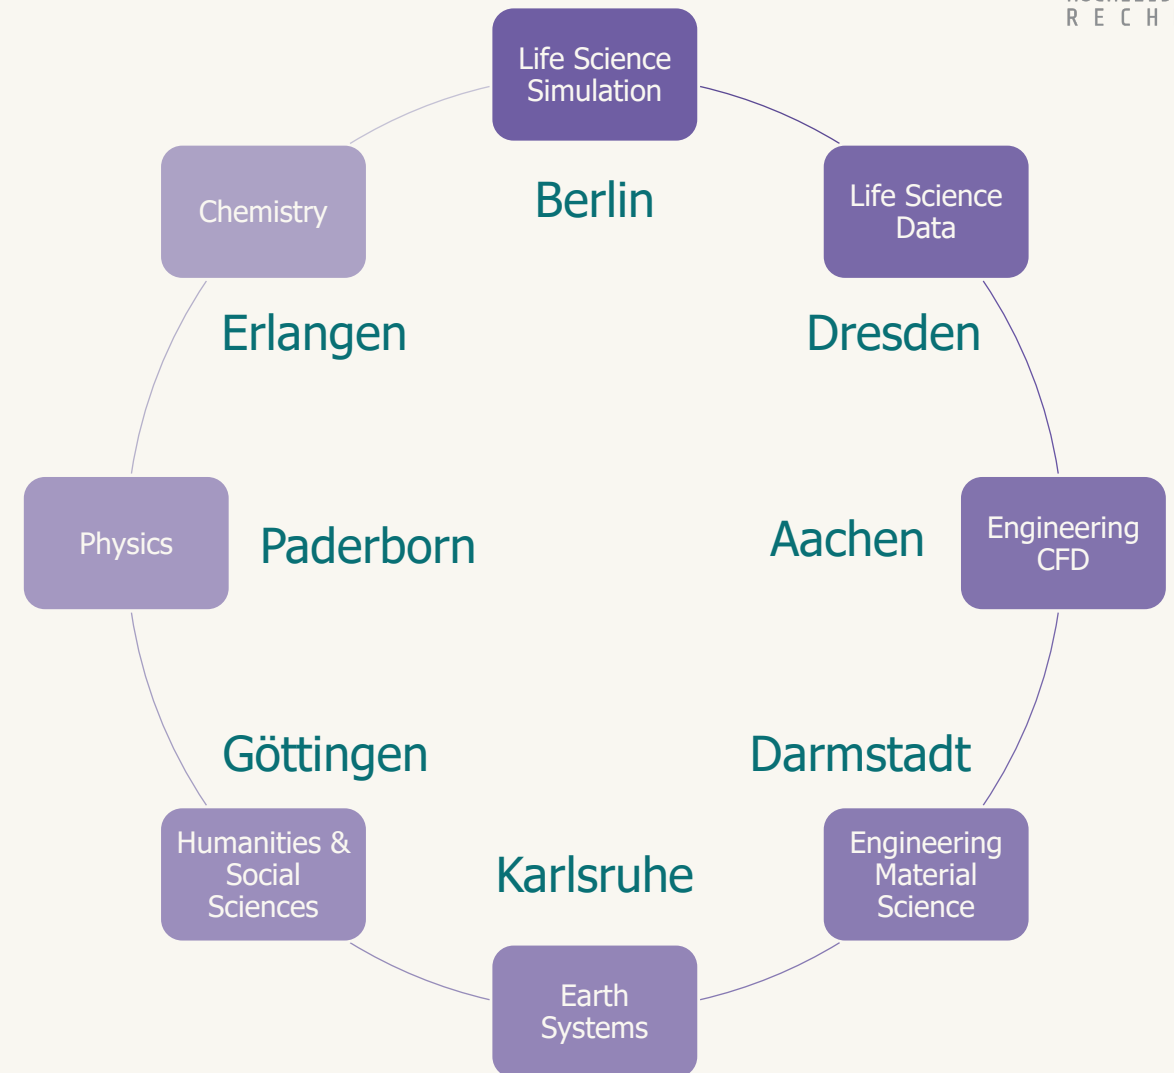 R E C H
Life Science
Simulation
Berlin
Chemistry
Life Science
Data
Erlangen
Dresden
Physics
Paderborn
Aachen
Engineering
CFD
Göttingen
Darmstadt
Humanities &
Social
Sciences
Karlsruhe
Engineering
Material
Science
Earth
Systems